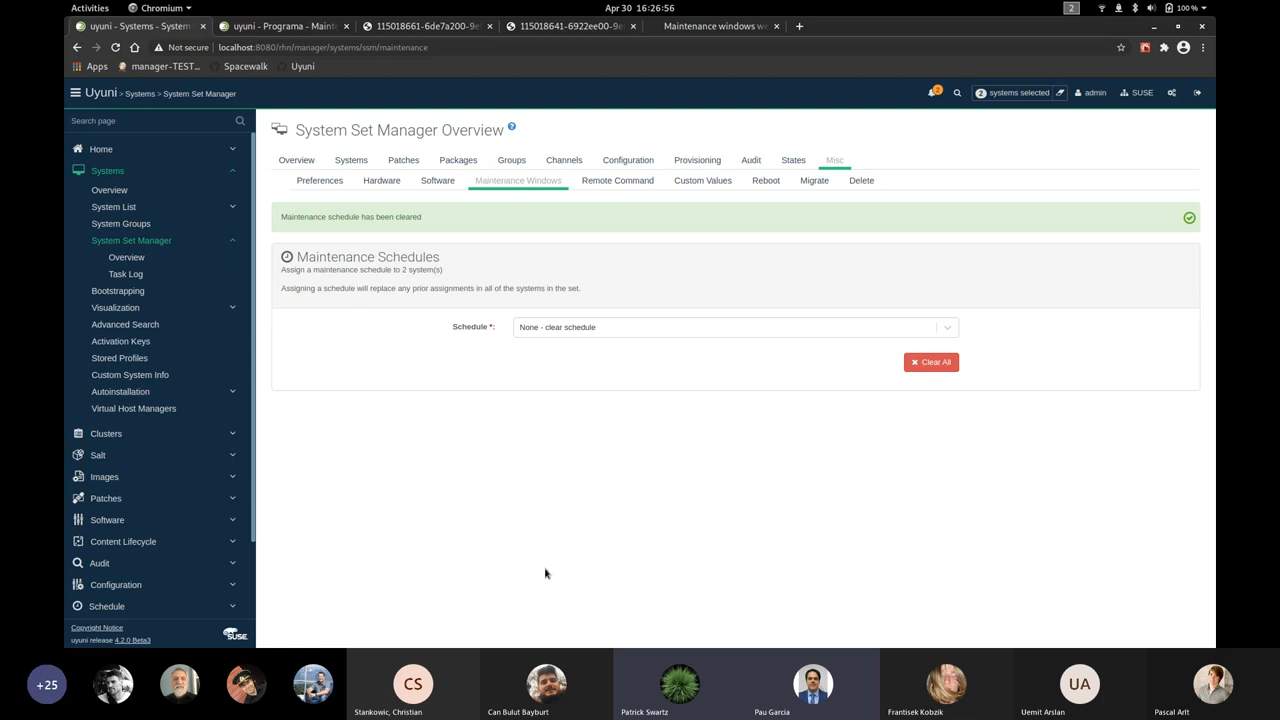 Activities
Chromium
Apr 30 16:26:56
2
100 %
uyuni - Systems - System
uyuni - Programa - Mainte
115018661-6de7a200-9e
115018641-6922ee00-9e
Maintenance windows w
Not secure
localhost:8080/rhn/manager/systems/ssm/maintenance
Apps
manager-TEST...
Spacewalk
Uyuni
Uyuni > Systems > System Set Manager
2
2 systems selected
admin
SUSE
Search page
Home
Systems
Overview
System List
System Groups
System Set Manager
Overview
Task Log
Bootstrapping
Visualization
Advanced Search
Activation Keys
Stored Profiles
Custom System Info
Autoinstallation
Virtual Host Managers
Clusters
Salt
Images
Patches
Software
Content Lifecycle
Audit
Configuration
Schedule
Copyright Notice
uyuni release 4.2.0 Beta3
SUSE
System Set Manager Overview
Overview Systems Patches Packages Groups Channels Configuration Provisioning Audit States Misc
Preferences Hardware Software Maintenance Windows Remote Command Custom Values Reboot Migrate Delete
Maintenance schedule has been cleared
Maintenance Schedules
Assign a maintenance schedule to 2 system(s)
Assigning a schedule will replace any prior assignments in all of the systems in the set.
Schedule *:
None - clear schedule
Clear All
+25
CS
UA
Stankovic, Christian
Can Bulut Bayburt
Patrick Swartz
Pau Garcia
Frantisek Kobzik
Uemit Arslan
Pascal Arlt